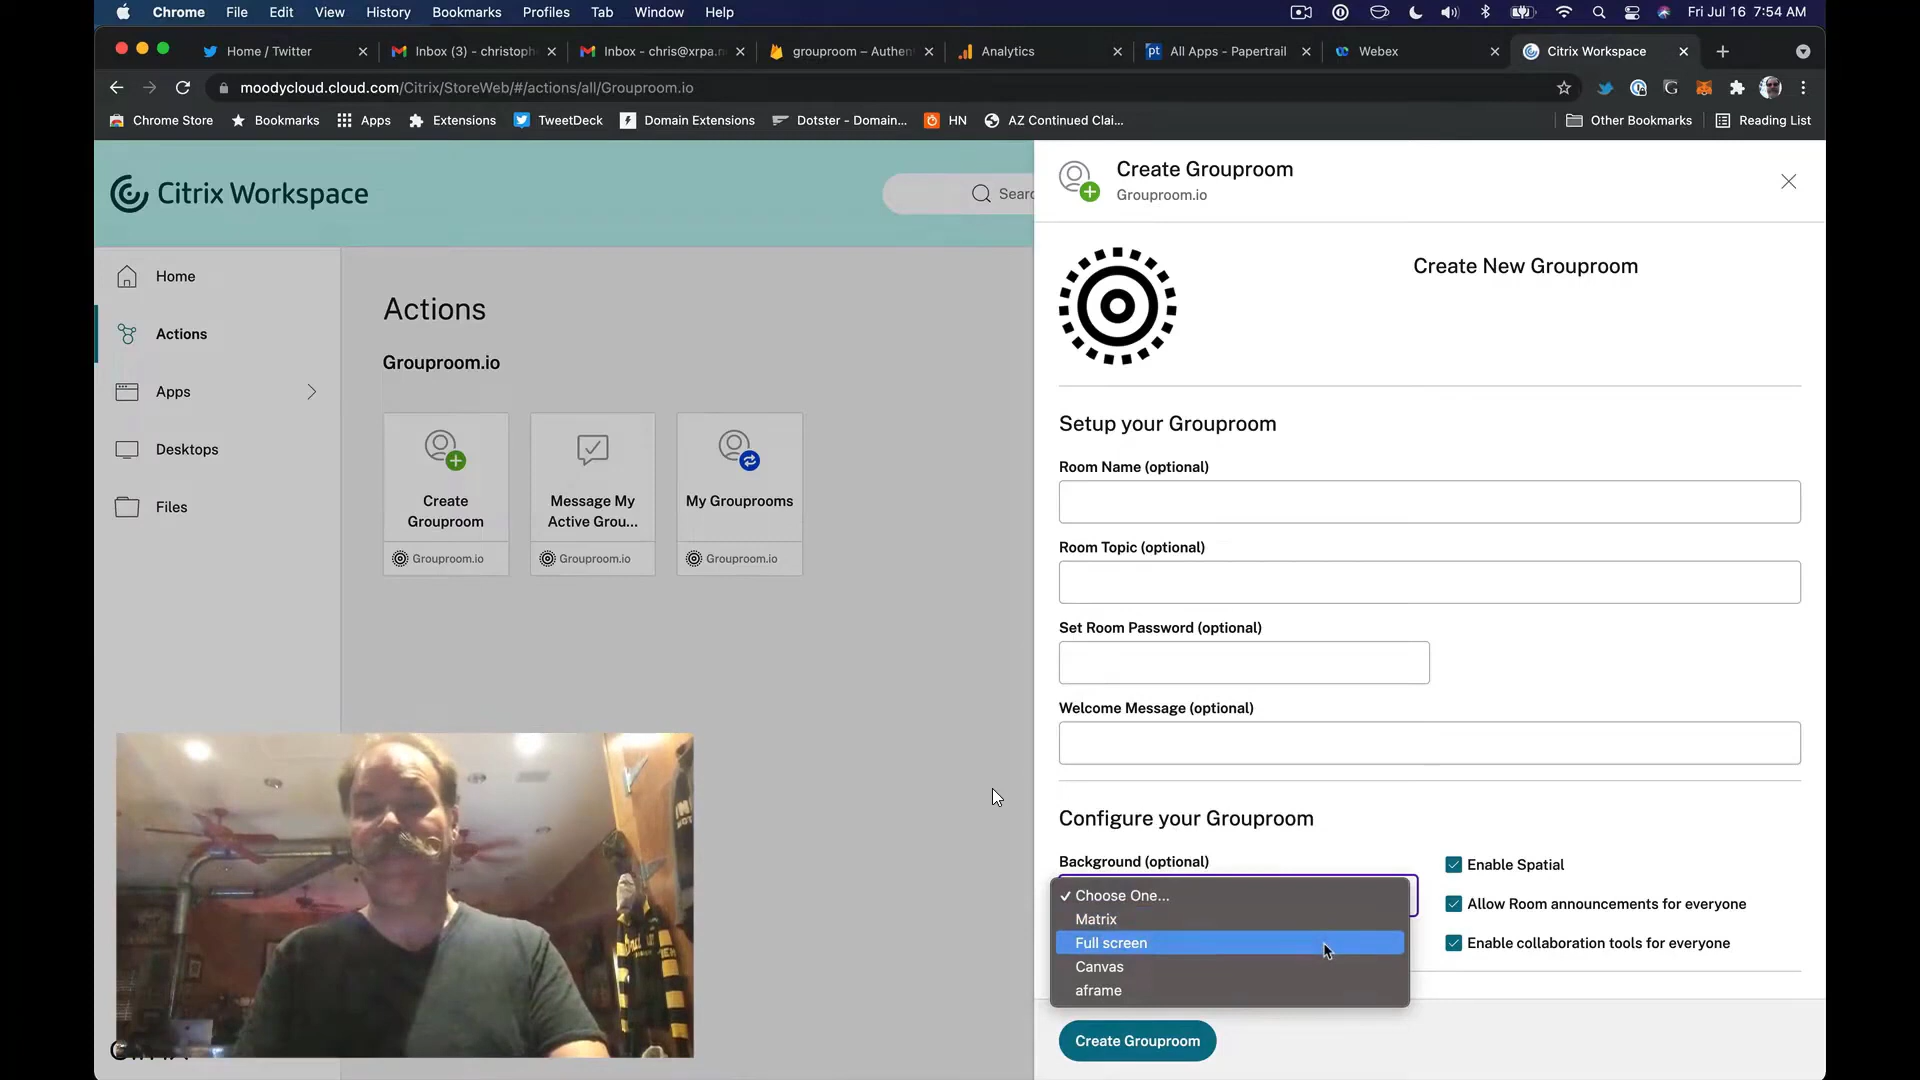 Chrome File Edit View History Bookmarks Profiles Tab Window Help Fri Jul 16 7:54 AM
Home / Twitter Inbox (3) - christoph Inbox - chris@xrpa.n grouproom – Authen Analytics All Apps - Papertrail Webex Citrix Workspace
moodycloud.cloud.com/Citrix/StoreWeb/#/actions/all/Grouproom.io
Chrome Store Bookmarks Apps Extensions TweetDeck Domain Extensions Dotster - Domain... HN AZ Continued Clai... Other Bookmarks Reading List
Citrix Workspace
Searc
Home
Actions
Apps
Desktops
Files
Actions
Grouproom.io
Create
Grouproom
Grouproom.io
Message My
Active Grou...
Grouproom.io
My Grouprooms
Grouproom.io
Create Grouproom
Grouproom.io
Create New Grouproom
Setup your Grouproom
Room Name (optional)
Room Topic (optional)
Set Room Password (optional)
Welcome Message (optional)
Configure your Grouproom
Background (optional)
✓ Choose One...
Matrix
Full screen
Canvas
aframe
Enable Spatial
Allow Room announcements for everyone
Enable collaboration tools for everyone
Create Grouproom